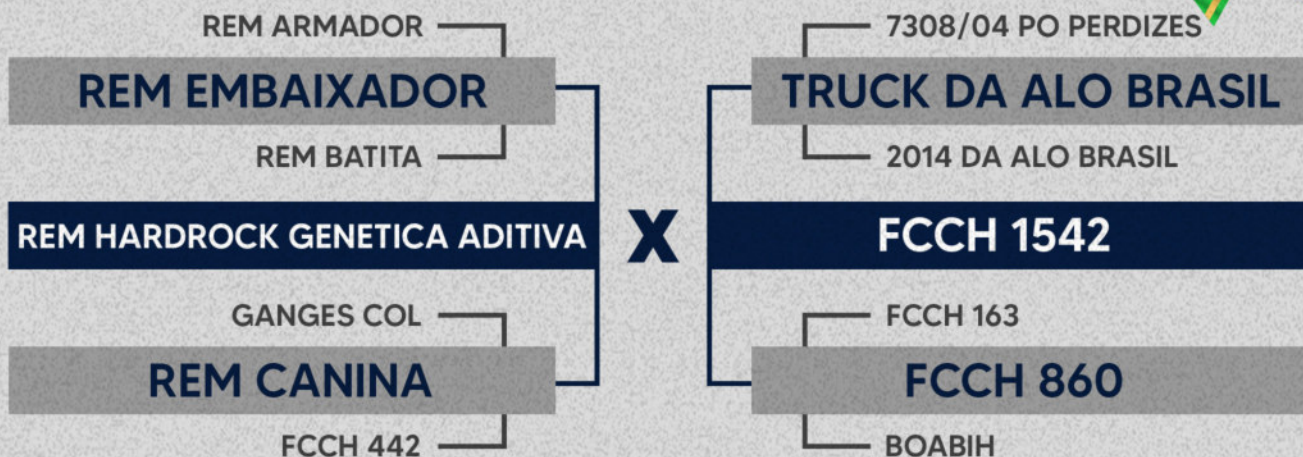 REM ARMADOR
REM EMBAIXADOR
REM BATITA
REM HARDROCK GENETICA ADITIVA
GANGES COL
REM CANINA
FCCH 442
X
7308/04 PO PERDIZES
TRUCK DA ALO BRASIL
2014 DA ALO BRASIL
FCCH 1542
FCCH 163
FCCH 860
BOABIH